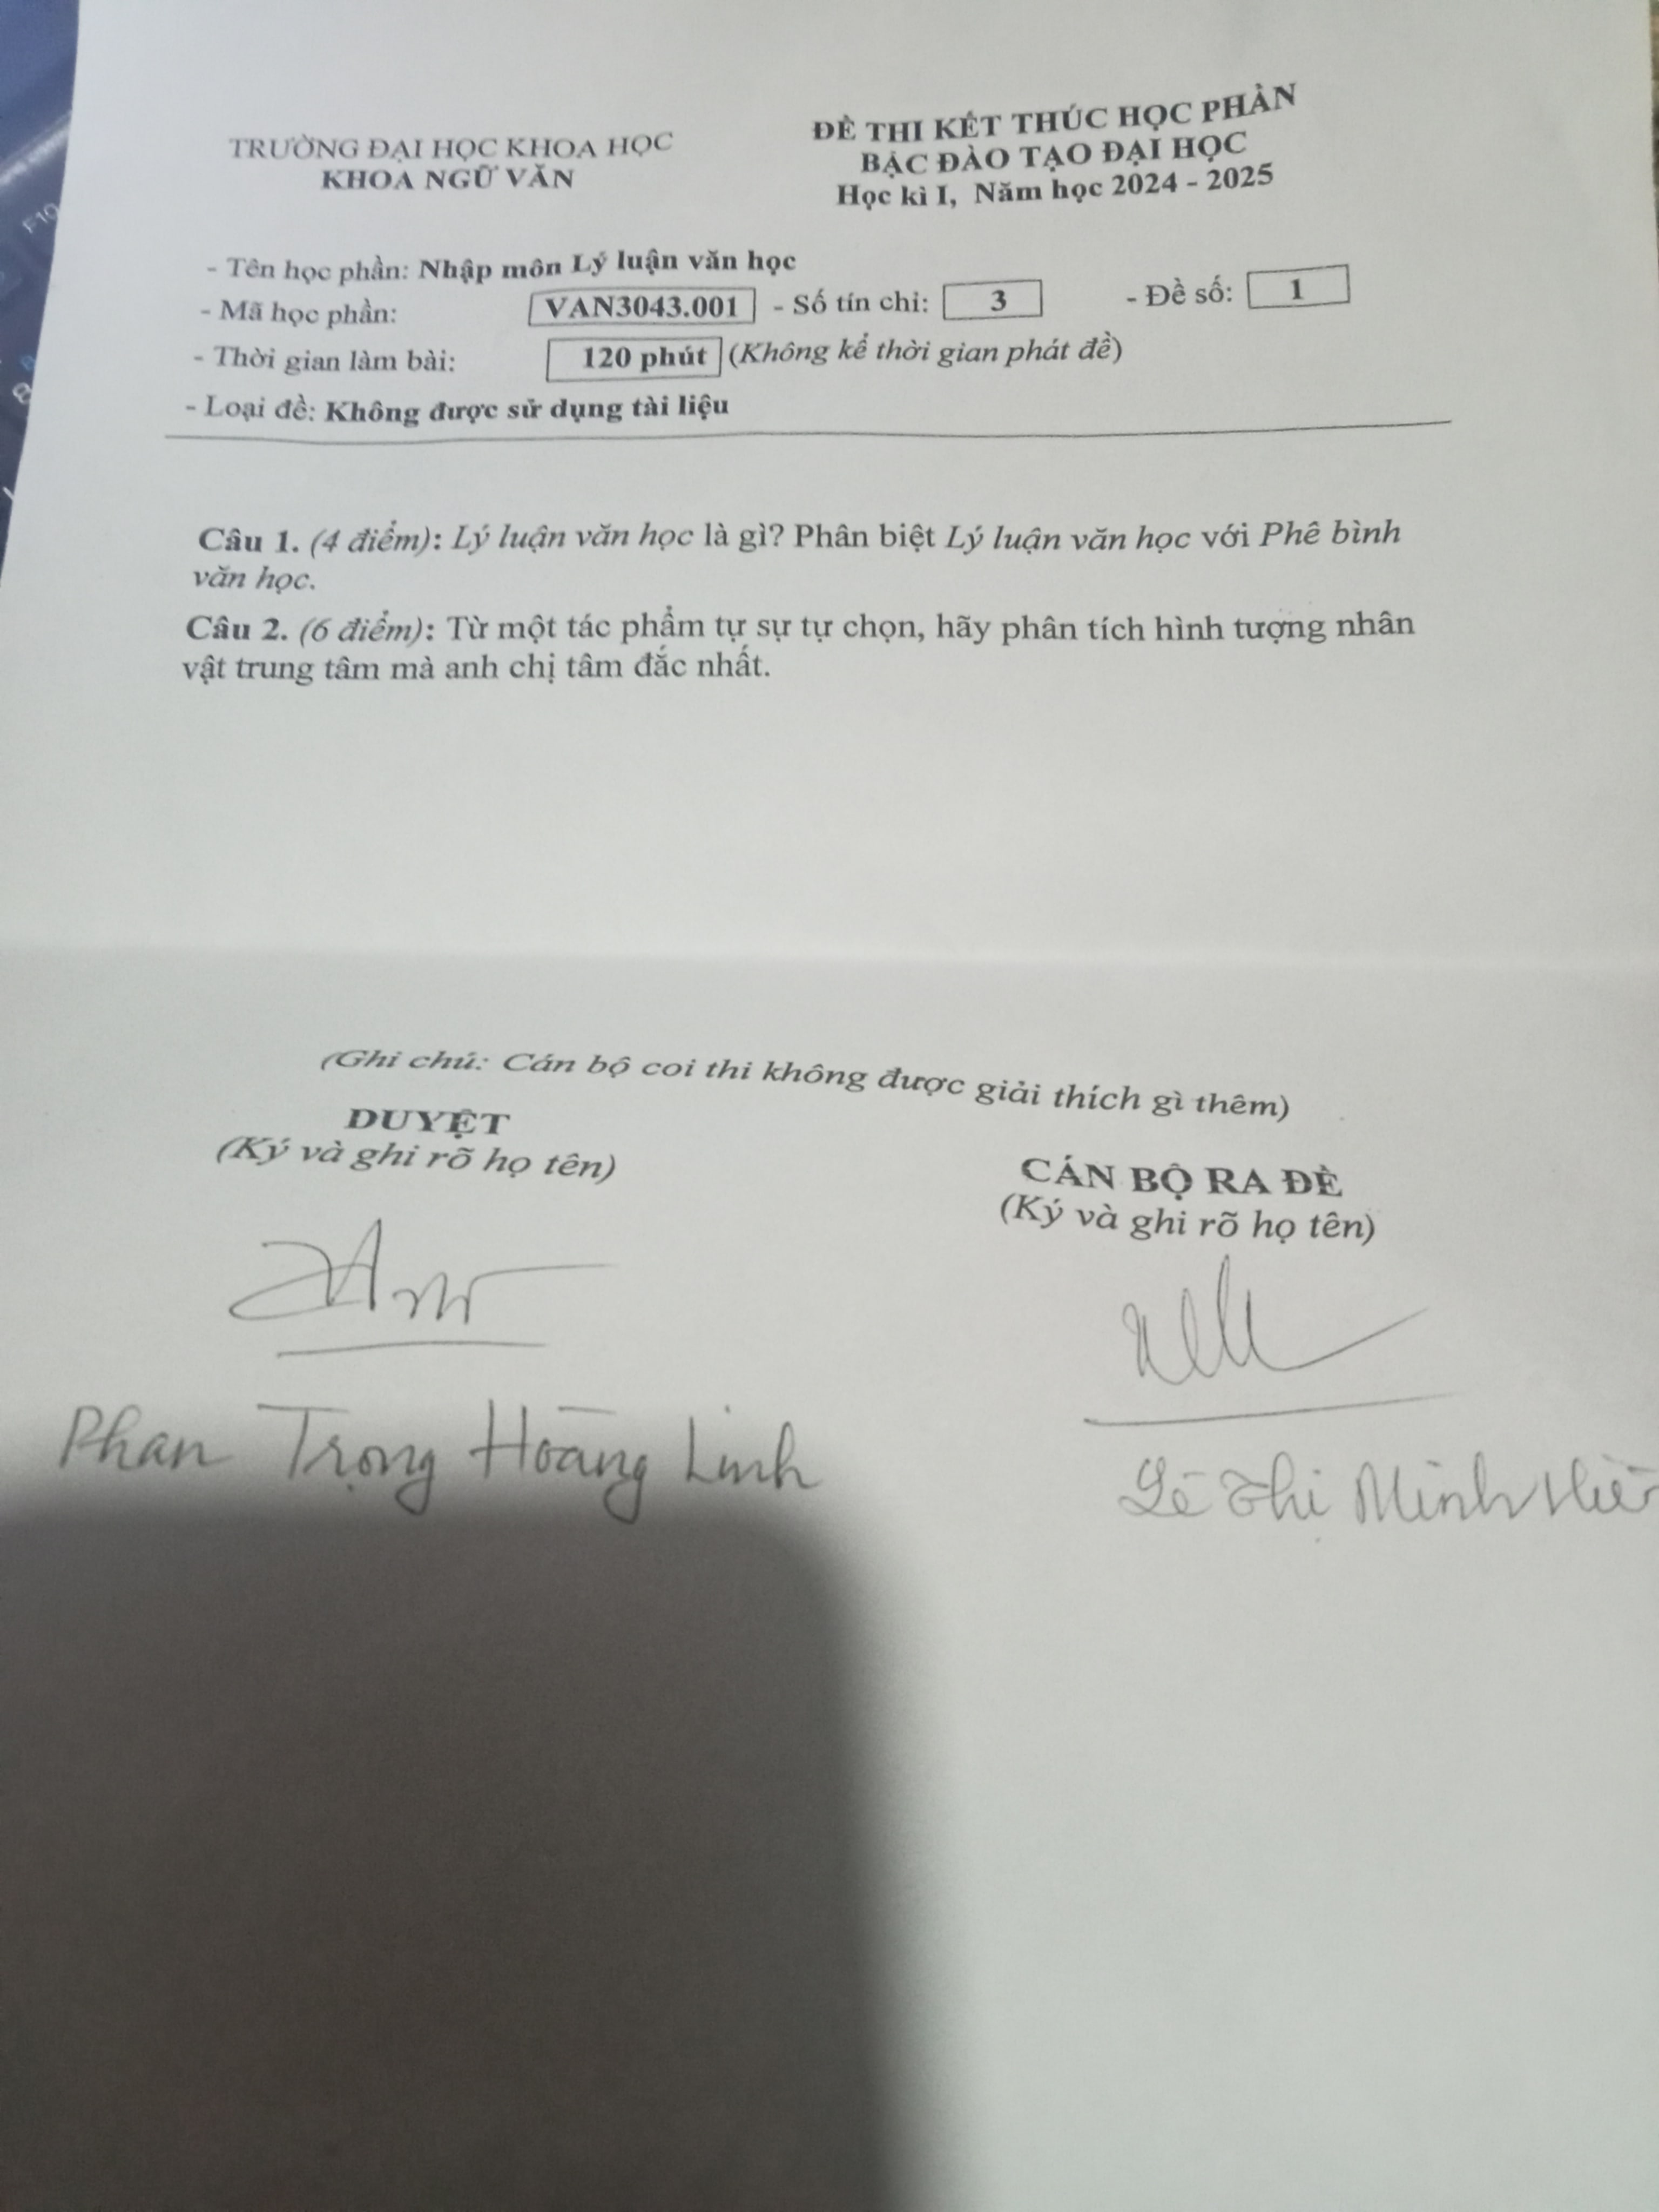 TRƯỜNG ĐẠI HỌC KHOA HỌC
KHOA NGỮ VĂN
ĐỀ THI KẾT THÚC HỌC PHẦN
BẬC ĐÀO TẠO ĐẠI HỌC
Học kì I, Năm học 2024 - 2025
- Tên học phần: Nhập môn Lý luận văn học
- Mã học phần: VAN3043.001 - Số tín chỉ: 3 - Đề số: 1
- Thời gian làm bài: 120 phút (Không kể thời gian phát đề)
- Loại đề: Không được sử dụng tài liệu
Câu 1. (4 điểm): Lý luận văn học là gì? Phân biệt Lý luận văn học với Phê bình
văn học.
Câu 2. (6 điểm): Từ một tác phẩm tự sự tự chọn, hãy phân tích hình tượng nhân
vật trung tâm mà anh chị tâm đắc nhất.
(Ghi chú: Cán bộ coi thi không được giải thích gì thêm)
DUYỆT
(Ký và ghi rõ họ tên)
CÁN BỘ RA ĐỀ
(Ký và ghi rõ họ tên)
Phan Trọng Hoàng Linh
Lê Thị Minh
F10